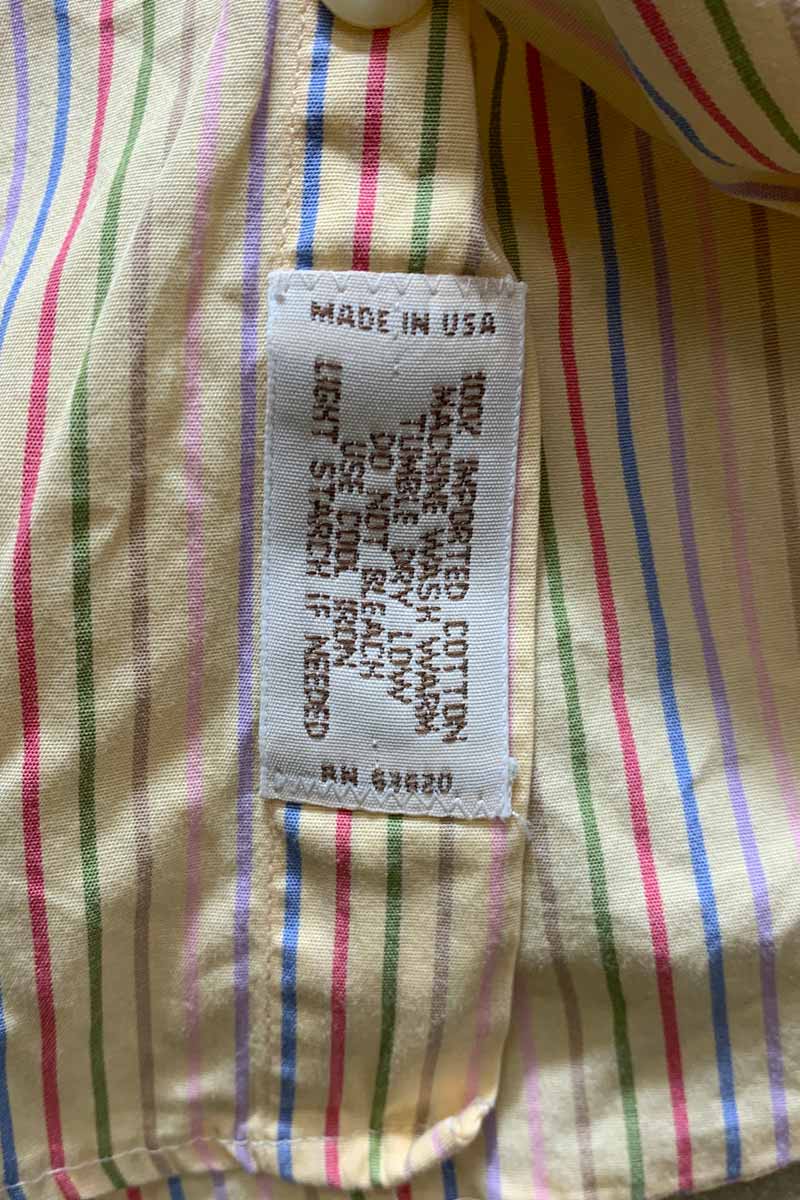 MADE IN USA
100% IMPORTED COTTON
MACHINE WASH WARM
TUMBLE DRY LOW
DO NOT BLEACH
USE COOL IRON
LIGHT STARCH IF NEEDED
RN